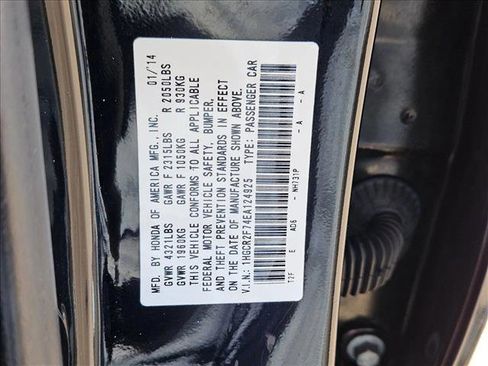 MFD. BY HONDA OF AMERICA MFG., INC. 01/'14
GVWR 4321LBS GAWR F 2315LBS R 2050LBS
GVWR 1960KG GAWR F 1050KG R 930KG
THIS VEHICLE CONFORMS TO ALL APPLICABLE
FEDERAL MOTOR VEHICLE SAFETY, BUMPER,
AND THEFT PREVENTION STANDARDS IN EFFECT
ON THE DATE OF MANUFACTURE SHOWN ABOVE.
V.I.N.: 1HGCR2F74EA124925 TYPE: PASSENGER CAR
T2F E AD6 - NH731P - A - A